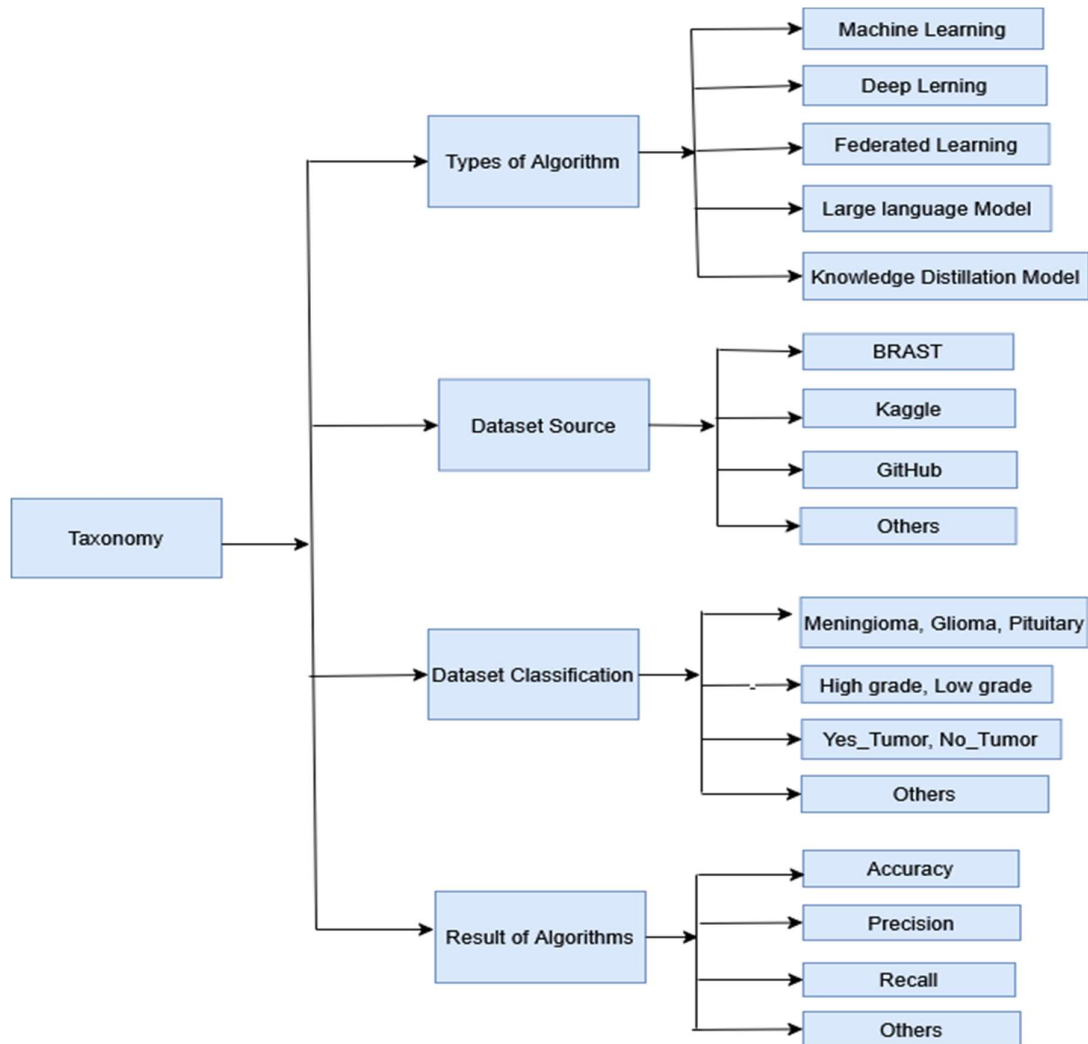 Taxonomy
Types of Algorithm
Machine Learning
Deep Lerning
Federated Learning
Large language Model
Knowledge Distillation Model
Dataset Source
BRAST
Kaggle
GitHub
Others
Dataset Classification
Meningioma, Glioma, Pituitary
High grade, Low grade
Yes_Tumor, No_Tumor
Others
Result of Algorithms
Accuracy
Precision
Recall
Others